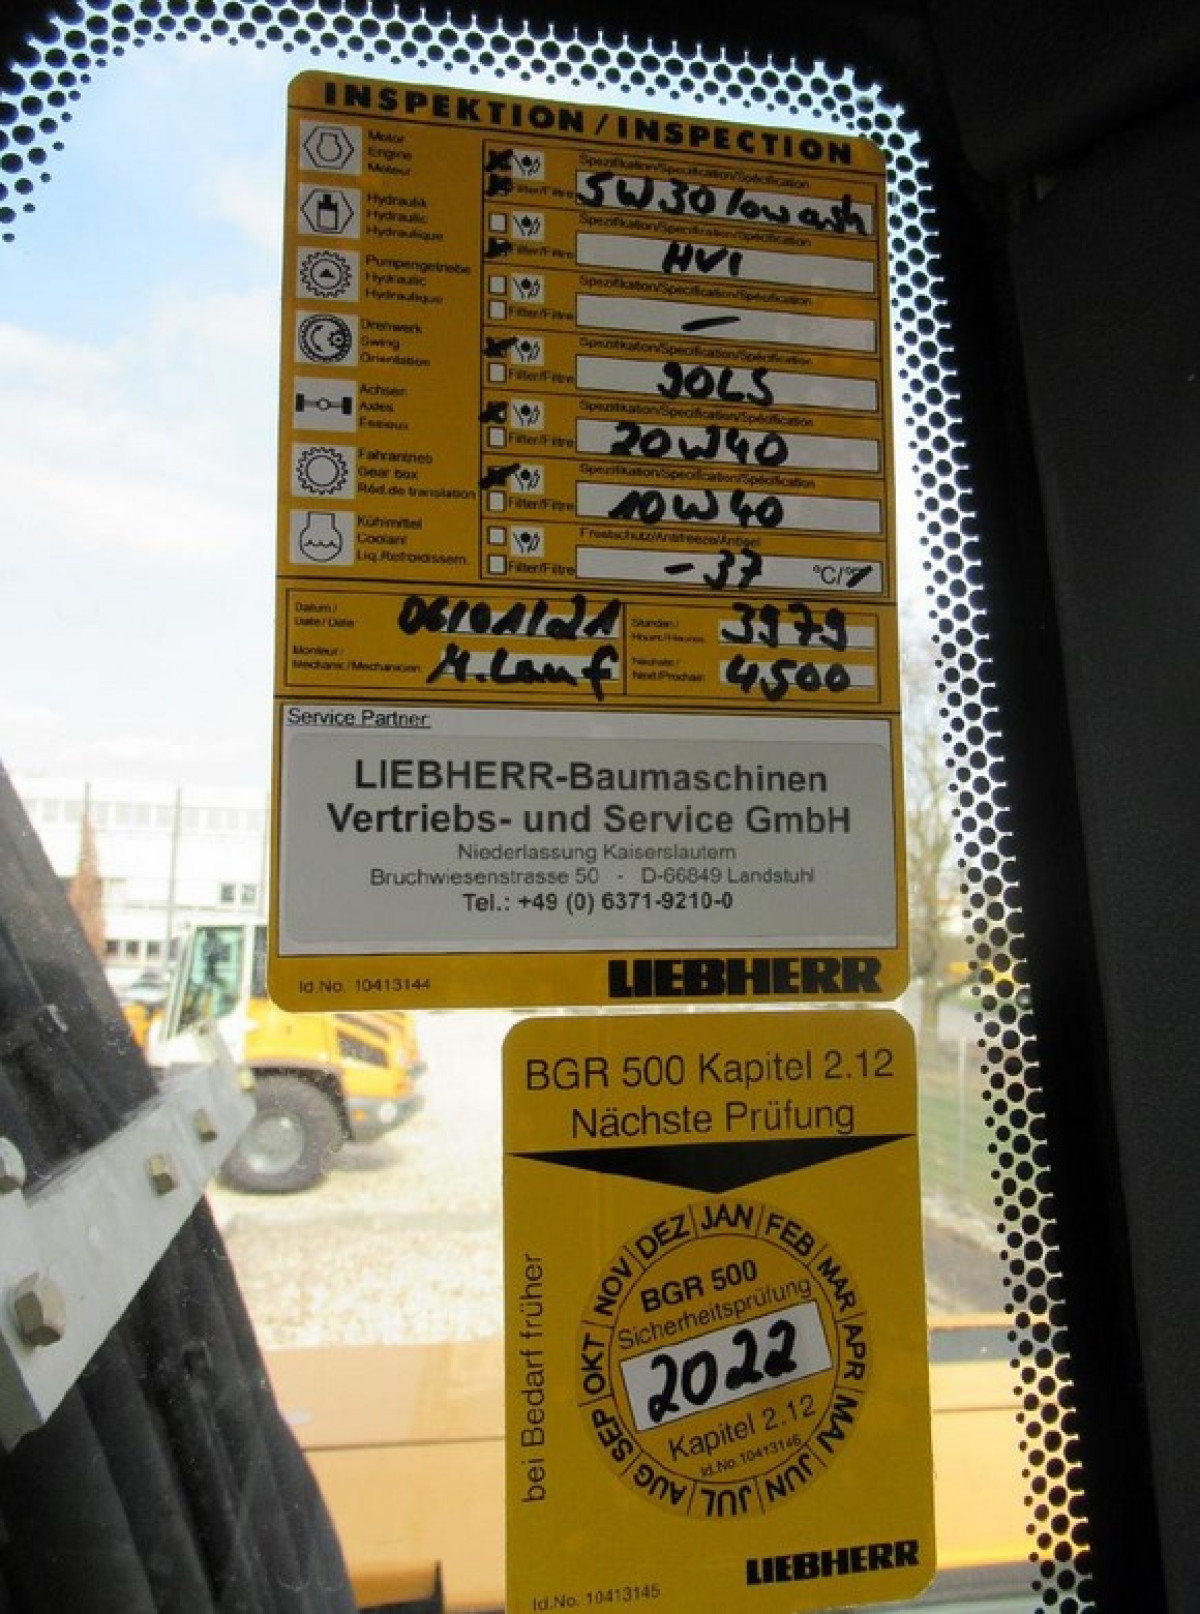 INSPEKTION / INSPECTION
Motor
Engine
Moteur
Spezifikation/Specification/Spécification
Filter/Filtre
5W30 low ash
Hydraulik
Hydraulic
Hydraulique
Spezifikation/Specification/Spécification
Filter/Filtre
HVI
Pumpengetriebe
Hydraulic
Hydraulique
Spezifikation/Specification/Spécification
Filter/Filtre
–
Drehwerk
Swing
Orientation
Spezifikation/Specification/Spécification
Filter/Filtre
90LS
Achsen
Axles
Essieux
Spezifikation/Specification/Spécification
Filter/Filtre
20W40
Fahrantrieb
Gear box
Réd.de translation
Spezifikation/Specification/Spécification
Filter/Filtre
10W40
Kühlmittel
Coolant
Liq.Refroidissem.
Frostschutz/Antifreeze/Antigel
Filter/Filtre
-37 °C/°F
Datum /
Date / Date
06/01/21
Stunden /
Hours / Heures
3979
Monteur /
Mechanic / Mechanicien
M. Lauf
Nächste /
Next/Prochain
4500
Service Partner:
LIEBHERR-Baumaschinen
Vertriebs- und Service GmbH
Niederlassung Kaiserslautern
Bruchwiesenstrasse 50 - D-66849 Landstuhl
Tel.: +49 (0) 6371-9210-0
Id.No. 10413144
LIEBHERR
BGR 500 Kapitel 2.12
Nächste Prüfung
JAN FEB MAR APR MAI JUN JUL AUG SEP OKT NOV DEZ
BGR 500
Sicherheitsprüfung
2022
Kapitel 2.12
Id.No. 10413146
bei Bedarf früher
LIEBHERR
Id.No. 10413145